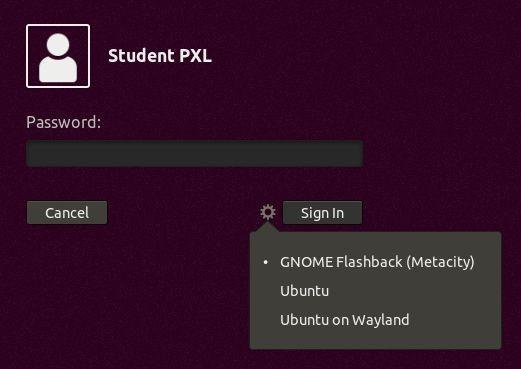 Student PXL
Password:
Cancel
Sign In
• GNOME Flashback (Metacity)
Ubuntu
Ubuntu on Wayland